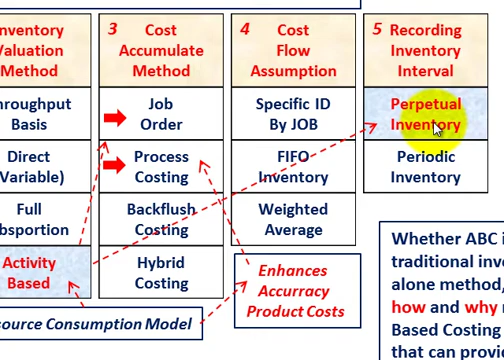 nventory
Valuation
Method
hroughput
Basis
Direct
Variable)
Full
bsportion
Activity
Based
3 Cost
Accumulate
Method
Job
Order
Process
Costing
Backflush
Costing
Hybrid
Costing
4 Cost
Flow
Assumption
Specific ID
By JOB
FIFO
Inventory
Weighted
Average
5 Recording
Inventory
Interval
Perpetual
Inventory
Periodic
Inventory
Enhances
Accurracy
Product Costs
source Consumption Model
Whether ABC i
traditional inve
alone method,
how and why
Based Costing
that can provid